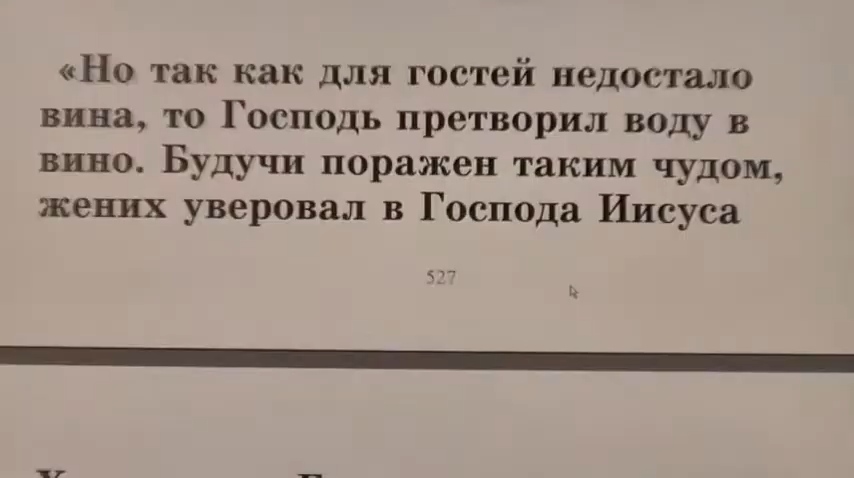 «Но так как для гостей недостало
вина, то Господь претворил воду в
вино. Будучи поражен таким чудом,
жених уверовал в Господа Иисуса
527